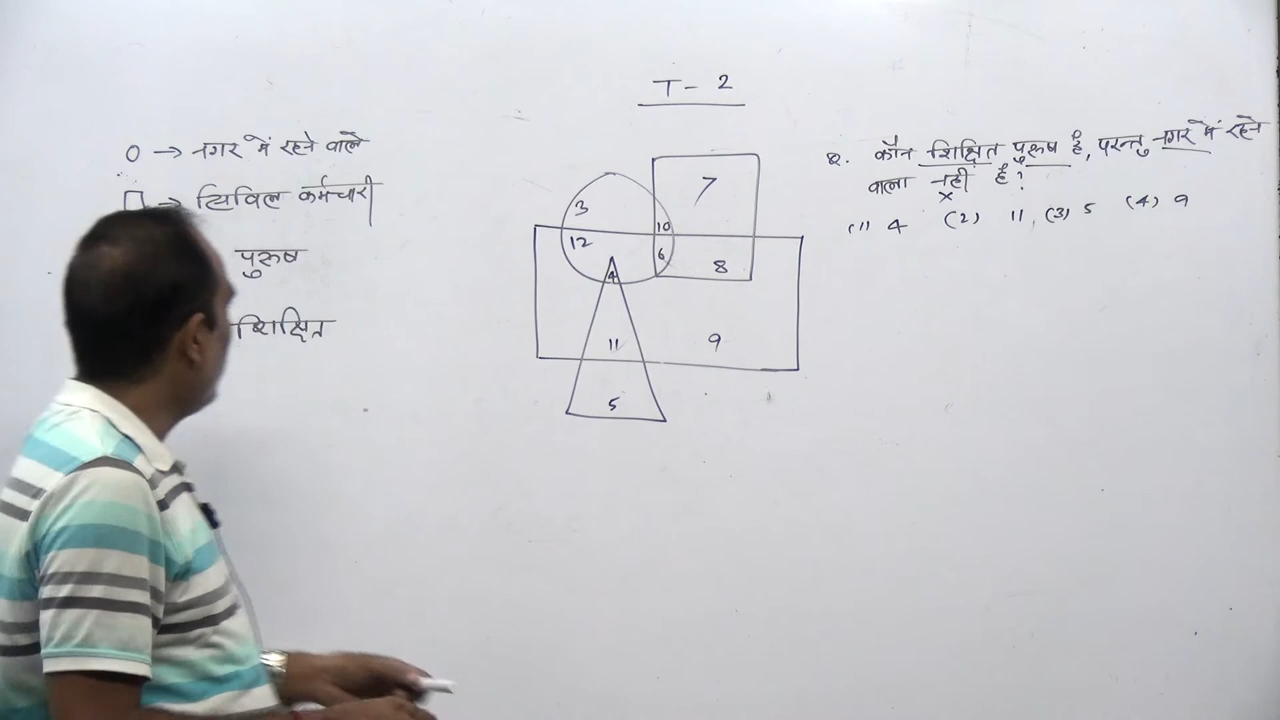 T - 2
O → नगर में रहने वाले
□ → सिविल कर्मचारी
पुरुष
शिक्षित
3
7
10
12
6
8
4
11
9
5
Q. कौन शिक्षित पुरुष है, परन्तु नगर में रहने
वाला नहीं है?
x
(1) 4 (2) 11, (3) 5 (4) 9